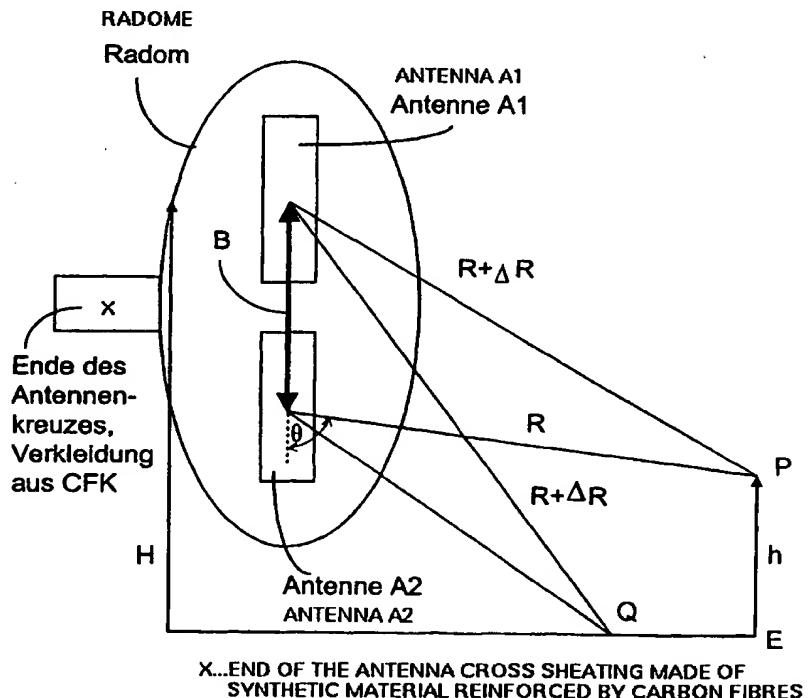 RADOME
Radom
ANTENNA A1
Antenne A1
B
R+ΔR
x
Ende des
Antennen-
kreuzes,
Verkleidung
aus CFK
θ
R
P
R+ΔR
H
h
Antenne A2
ANTENNA A2
Q
E
X...END OF THE ANTENNA CROSS SHEATING MADE OF
SYNTHETIC MATERIAL REINFORCED BY CARBON FIBRES